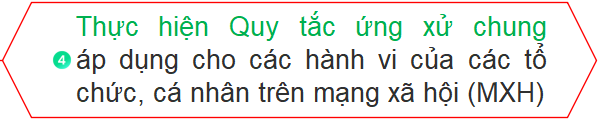 Thực hiện Quy tắc ứng xử chung
4 áp dụng cho các hành vi của các tổ
chức, cá nhân trên mạng xã hội (MXH)